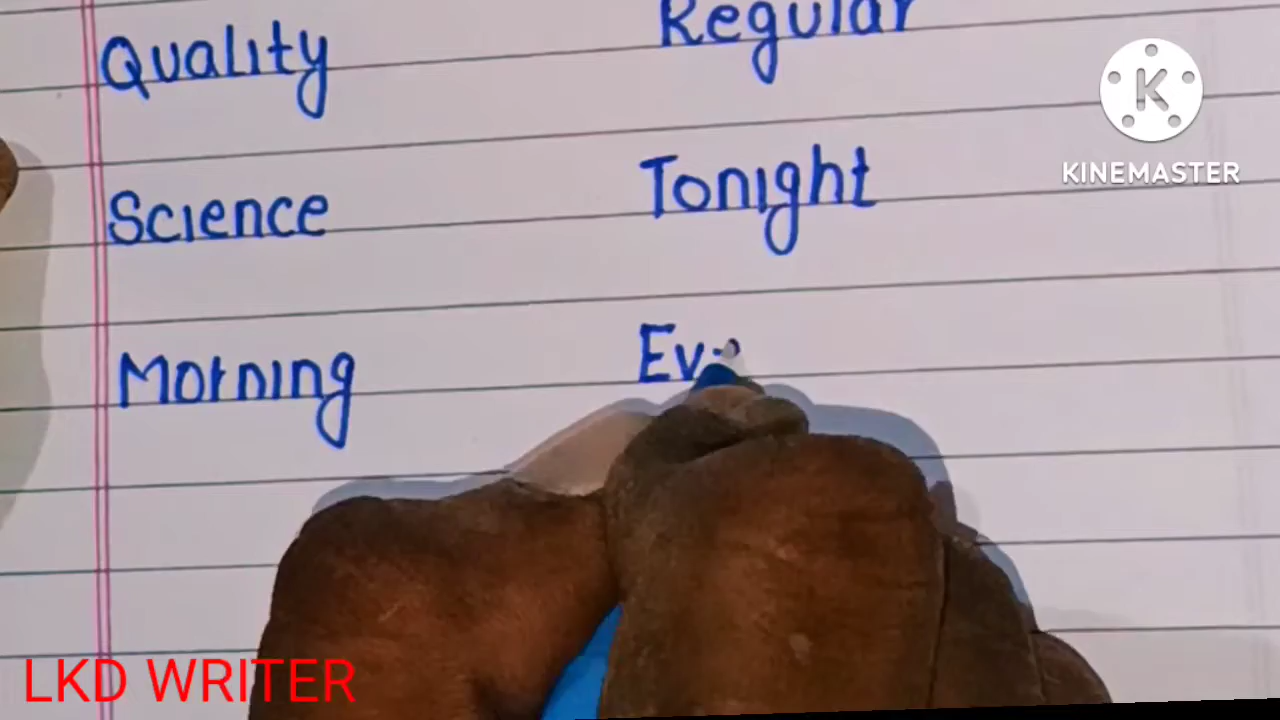 Quality Regular
KINEMASTER
Science Tonight
Morning Ev
LKD WRITER